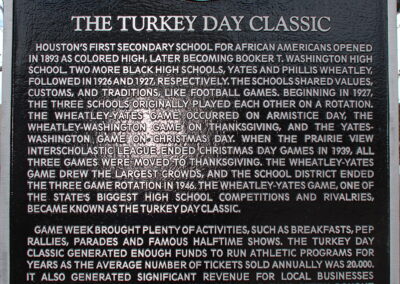 THE TURKEY DAY CLASSIC
HOUSTON'S FIRST SECONDARY SCHOOL FOR AFRICAN AMERICANS OPENED
IN 1893 AS COLORED HIGH, LATER BECOMING BOOKER T. WASHINGTON HIGH
SCHOOL. TWO MORE BLACK HIGH SCHOOLS, YATES AND PHILLIS WHEATLEY,
FOLLOWED IN 1926 AND 1927, RESPECTIVELY. THE SCHOOLS SHARED VALUES,
CUSTOMS, AND TRADITIONS, LIKE FOOTBALL GAMES. BEGINNING IN 1927,
THE THREE SCHOOLS ORIGINALLY PLAYED EACH OTHER ON A ROTATION.
THE WHEATLEY-YATES GAME OCCURRED ON ARMISTICE DAY, THE
WHEATLEY-WASHINGTON GAME ON THANKSGIVING, AND THE YATES-
WASHINGTON GAME ON CHRISTMAS DAY. WHEN THE PRAIRIE VIEW
INTERSCHOLASTIC LEAGUE ENDED CHRISTMAS DAY GAMES IN 1939, ALL
THREE GAMES WERE MOVED TO THANKSGIVING. THE WHEATLEY-YATES
GAME DREW THE LARGEST CROWDS, AND THE SCHOOL DISTRICT ENDED
THE THREE GAME ROTATION IN 1946. THE WHEATLEY-YATES GAME, ONE OF
THE STATE'S BIGGEST HIGH SCHOOL COMPETITIONS AND RIVALRIES,
BECAME KNOWN AS THE TURKEY DAY CLASSIC.
GAME WEEK BROUGHT PLENTY OF ACTIVITIES, SUCH AS BREAKFASTS, PEP
RALLIES, PARADES AND FAMOUS HALFTIME SHOWS. THE TURKEY DAY
CLASSIC GENERATED ENOUGH FUNDS TO RUN ATHLETIC PROGRAMS FOR
YEARS AS THE AVERAGE NUMBER OF TICKETS SOLD ANNUALLY WAS 20,000.
IT ALSO GENERATED SIGNIFICANT REVENUE FOR LOCAL BUSINESSES